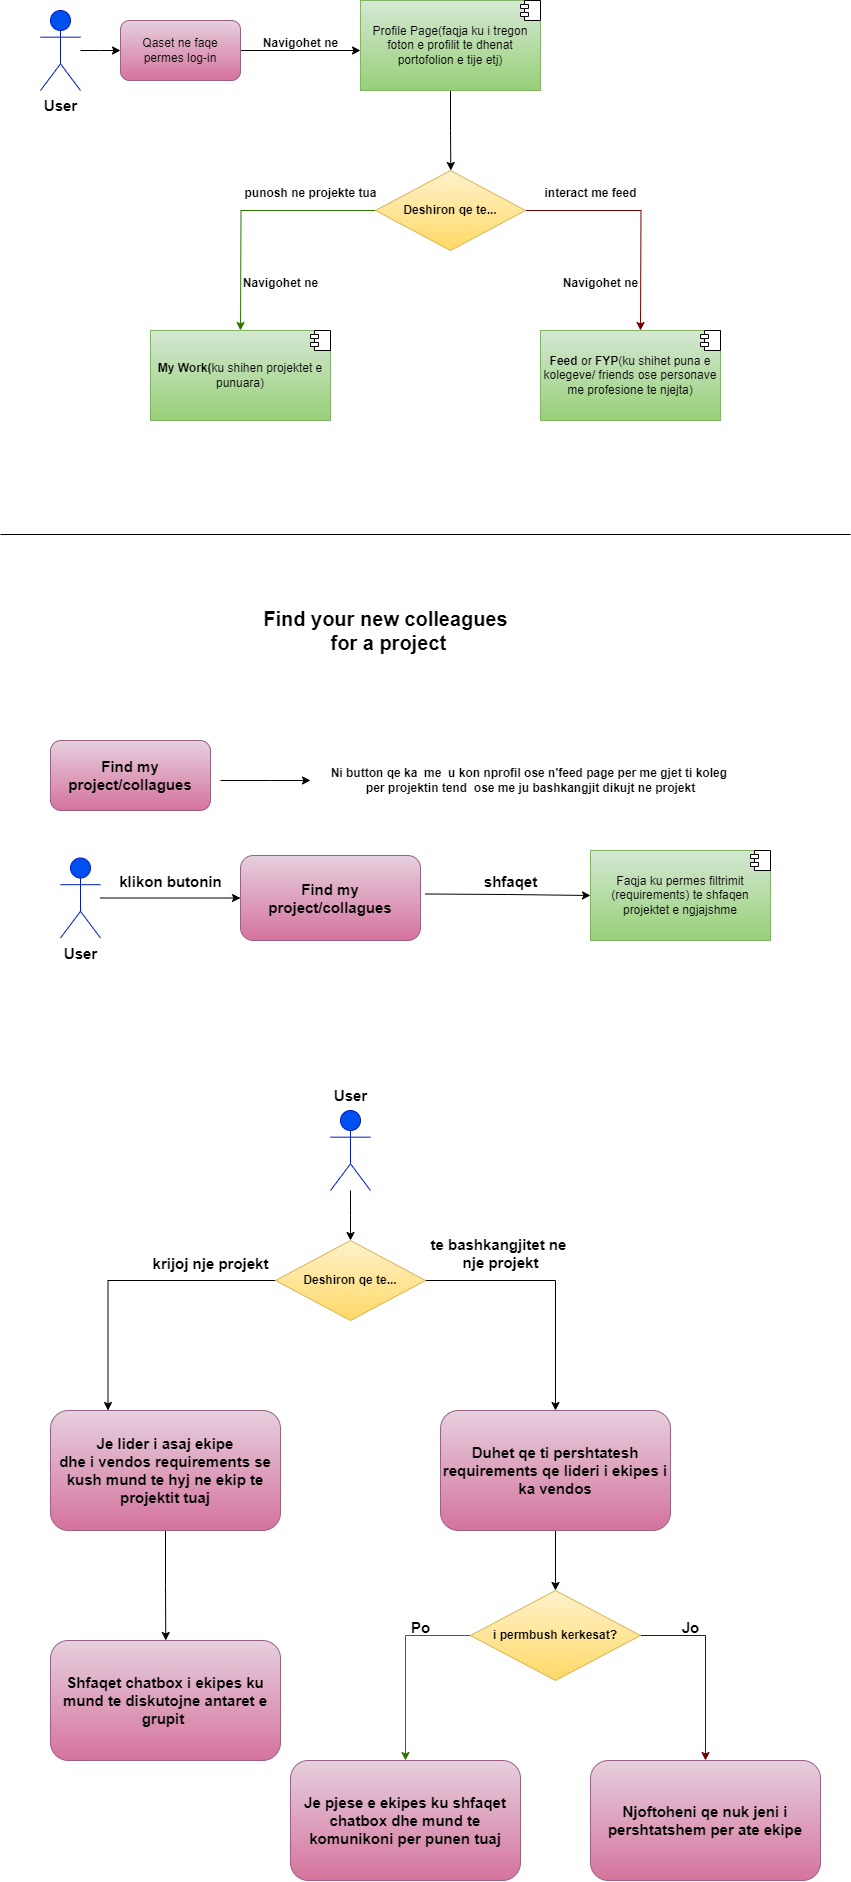 User
Qaset ne faqe
permes log-in
Navigohet ne
Profile Page(faqja ku i tregon
foton e profilit te dhenat
portofolion e tije etj)
punosh ne projekte tua
Deshiron qe te...
interact me feed
Navigohet ne
Navigohet ne
My Work(ku shihen projektet e
punuara)
Feed or FYP(ku shihet puna e
kolegeve/ friends ose personave
me profesione te njejta)
Find your new colleagues
for a project
Find my
project/collagues
Ni button qe ka me u kon nprofil ose n'feed page per me gjet ti koleg
per projektin tend ose me ju bashkangjit dikujt ne projekt
User
klikon butonin
Find my
project/collagues
shfaqet
Faqja ku permes filtrimit
(requirements) te shfaqen
projektet e ngjajshme
User
krijoj nje projekt
Deshiron qe te...
te bashkangjitet ne
nje projekt
Je lider i asaj ekipe
dhe i vendos requirements se
kush mund te hyj ne ekip te
projektit tuaj
Duhet qe ti pershtatesh
requirements qe lideri i ekipes i
ka vendos
Shfaqet chatbox i ekipes ku
mund te diskutojne antaret e
grupit
Po
i permbush kerkesat?
Jo
Je pjese e ekipes ku shfaqet
chatbox dhe mund te
komunikoni per punen tuaj
Njoftoheni qe nuk jeni i
pershtatshem per ate ekipe